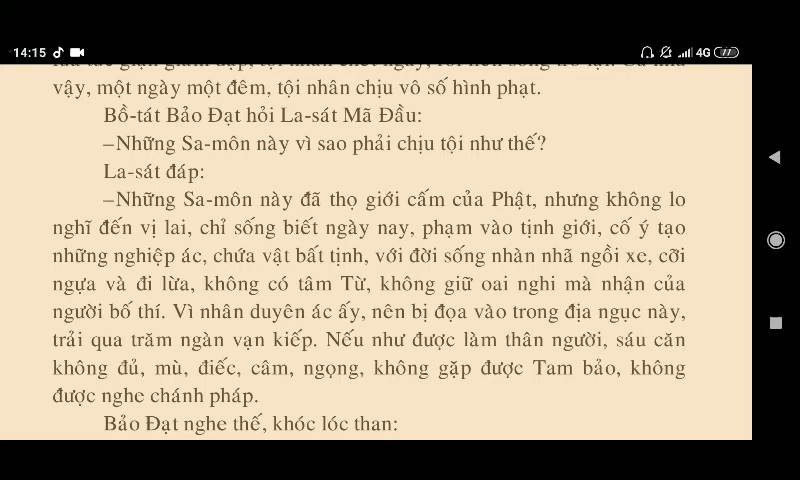 14:15
4G 77
vậy, một ngày một đêm, tội nhân chịu vô số hình phạt.
Bồ-tát Bảo Đạt hỏi La-sát Mã Đầu:
–Những Sa-môn này vì sao phải chịu tội như thế?
La-sát đáp:
–Những Sa-môn này đã thọ giới cấm của Phật, nhưng không lo
nghĩ đến vị lai, chỉ sống biết ngày nay, phạm vào tịnh giới, cố ý tạo
những nghiệp ác, chứa vật bất tịnh, với đời sống nhàn nhã ngồi xe, cỡi
ngựa và đi lừa, không có tâm Từ, không giữ oai nghi mà nhận của
người bố thí. Vì nhân duyên ác ấy, nên bị đọa vào trong địa ngục này,
trải qua trăm ngàn vạn kiếp. Nếu như được làm thân người, sáu căn
không đủ, mù, điếc, câm, ngọng, không gặp được Tam bảo, không
được nghe chánh pháp.
Bảo Đạt nghe thế, khóc lóc than: